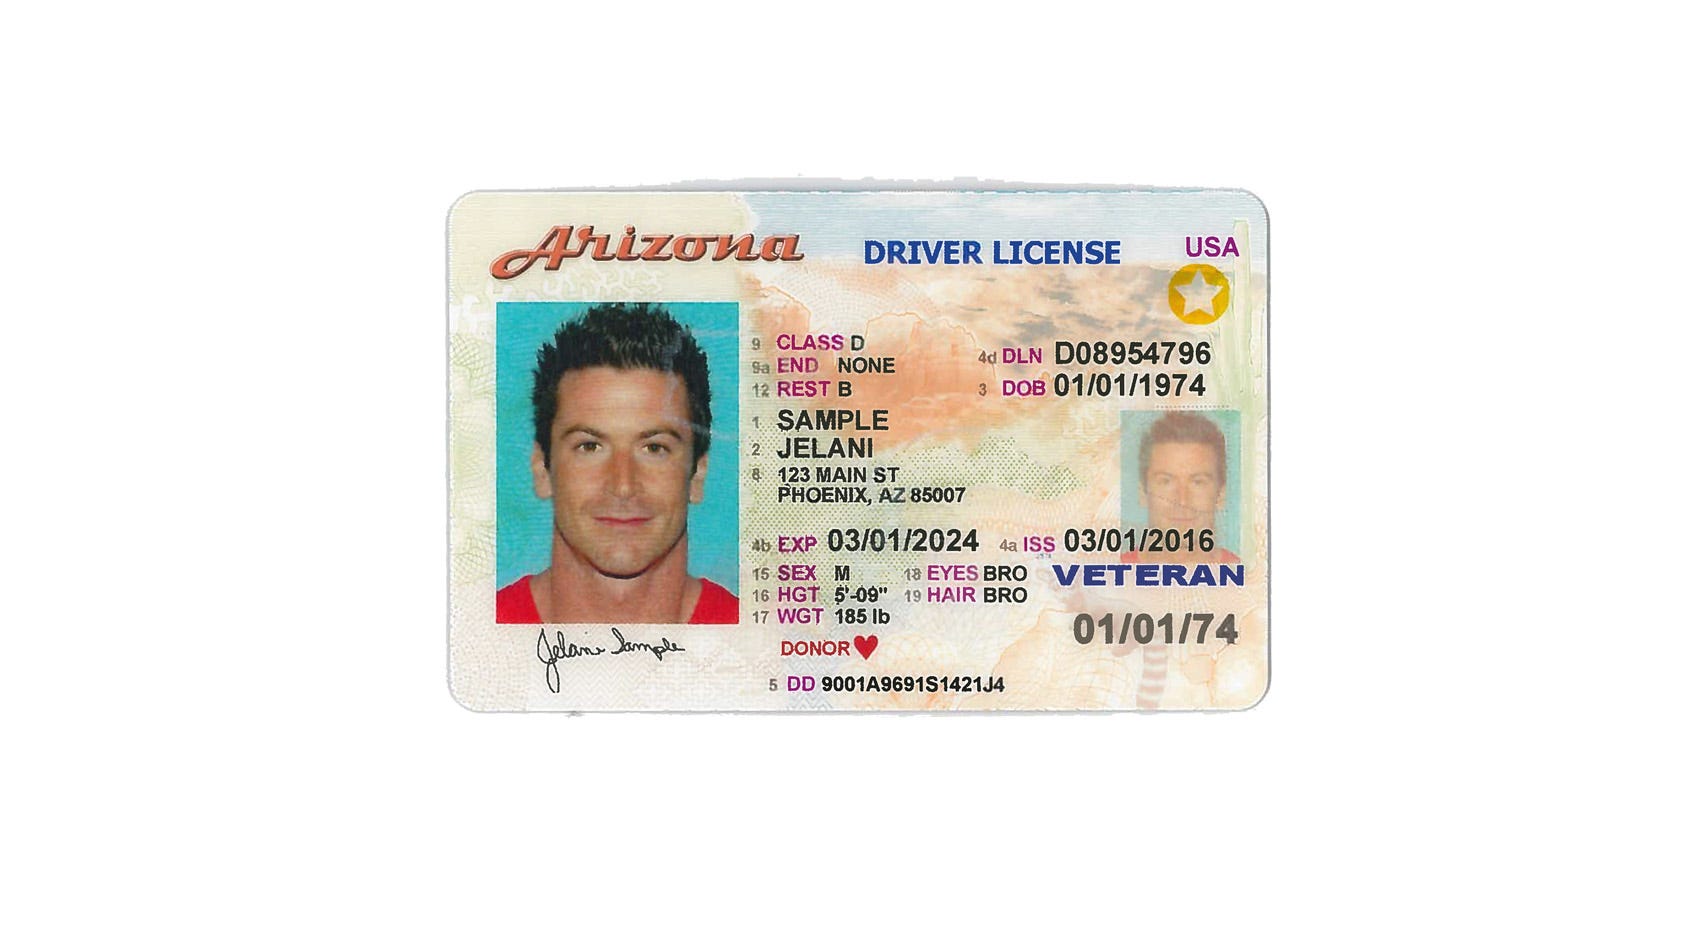 Arizona
DRIVER LICENSE
USA
9 CLASS D
9a END NONE
12 REST B
4d DLN D08954796
3 DOB 01/01/1974
1 SAMPLE
2 JELANI
8 123 MAIN ST
PHOENIX, AZ 85007
4b EXP 03/01/2024 4a ISS 03/01/2016
15 SEX M 18 EYES BRO
VETERAN
16 HGT 5'-09" 19 HAIR BRO
17 WGT 185 lb
01/01/74
Jelani Sample
DONOR
5 DD 9001A9691S1421J4